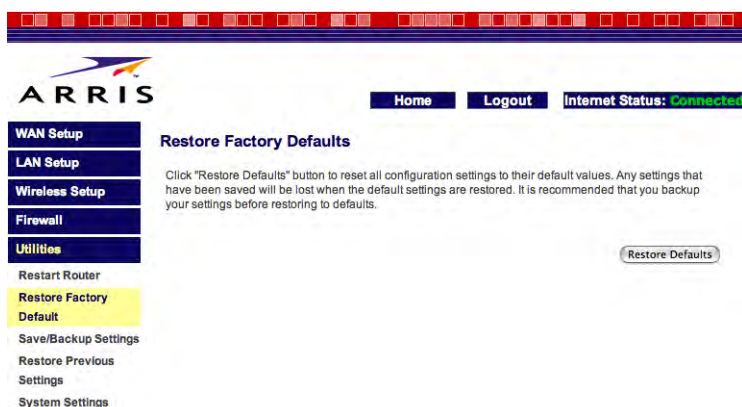 ARRIS
Home Logout Internet Status: Connected
WAN Setup
LAN Setup
Wireless Setup
Firewall
Utilities
Restart Router
Restore Factory
Default
Save/Backup Settings
Restore Previous
Settings
System Settings
Restore Factory Defaults
Click "Restore Defaults" button to reset all configuration settings to their default values. Any settings that
have been saved will be lost when the default settings are restored. It is recommended that you backup
your settings before restoring to defaults.
Restore Defaults